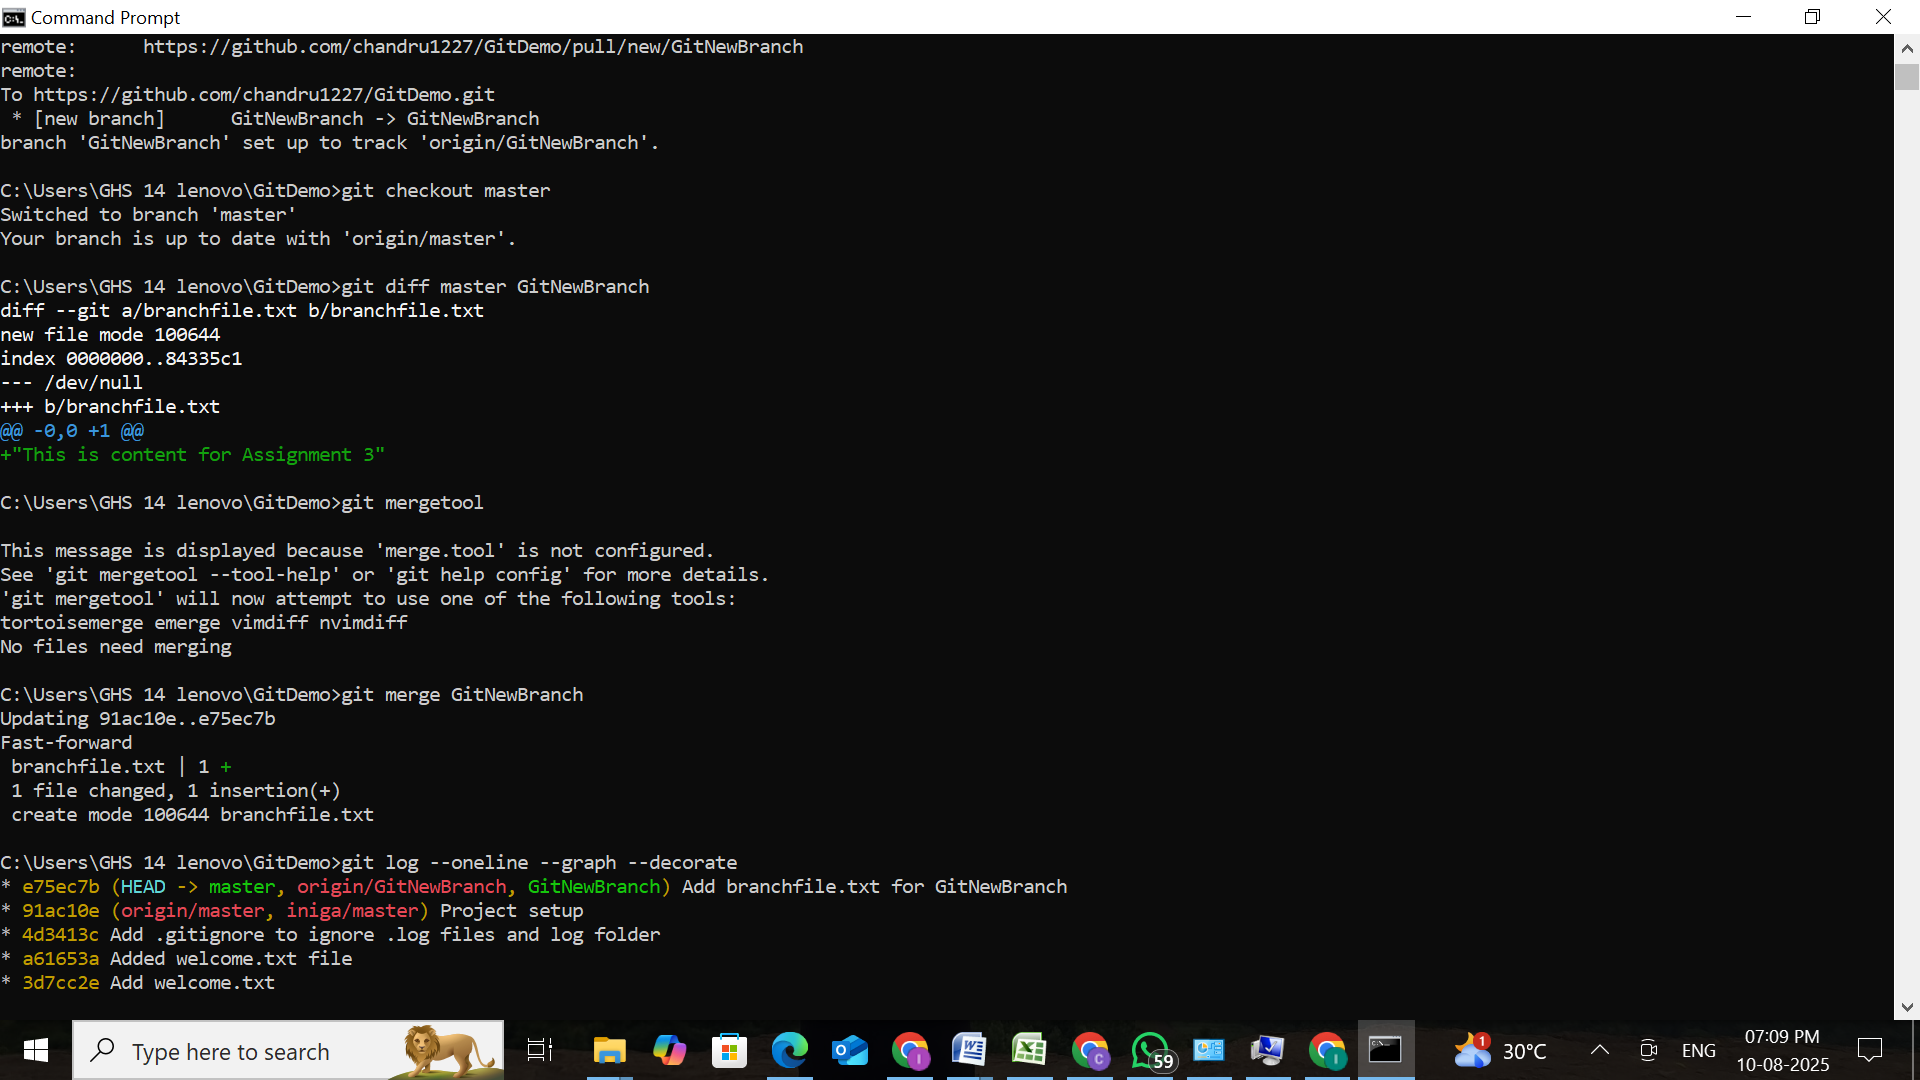 Command Prompt
remote:      https://github.com/chandru1227/GitDemo/pull/new/GitNewBranch
remote:
To https://github.com/chandru1227/GitDemo.git
 * [new branch]      GitNewBranch -> GitNewBranch
branch 'GitNewBranch' set up to track 'origin/GitNewBranch'.
C:\Users\GHS 14 lenovo\GitDemo>git checkout master
Switched to branch 'master'
Your branch is up to date with 'origin/master'.
C:\Users\GHS 14 lenovo\GitDemo>git diff master GitNewBranch
diff --git a/branchfile.txt b/branchfile.txt
new file mode 100644
index 0000000..84335c1
--- /dev/null
+++ b/branchfile.txt
@@ -0,0 +1 @@
+"This is content for Assignment 3"
C:\Users\GHS 14 lenovo\GitDemo>git mergetool
This message is displayed because 'merge.tool' is not configured.
See 'git mergetool --tool-help' or 'git help config' for more details.
'git mergetool' will now attempt to use one of the following tools:
tortoisemerge emerge vimdiff nvimdiff
No files need merging
C:\Users\GHS 14 lenovo\GitDemo>git merge GitNewBranch
Updating 91ac10e..e75ec7b
Fast-forward
 branchfile.txt | 1 +
 1 file changed, 1 insertion(+)
 create mode 100644 branchfile.txt
C:\Users\GHS 14 lenovo\GitDemo>git log --oneline --graph --decorate
* e75ec7b (HEAD -> master, origin/GitNewBranch, GitNewBranch) Add branchfile.txt for GitNewBranch
* 91ac10e (origin/master, iniga/master) Project setup
* 4d3413c Add .gitignore to ignore .log files and log folder
* a61653a Added welcome.txt file
* 3d7cc2e Add welcome.txt
Type here to search
59
1
30°C
ENG
07:09 PM
10-08-2025